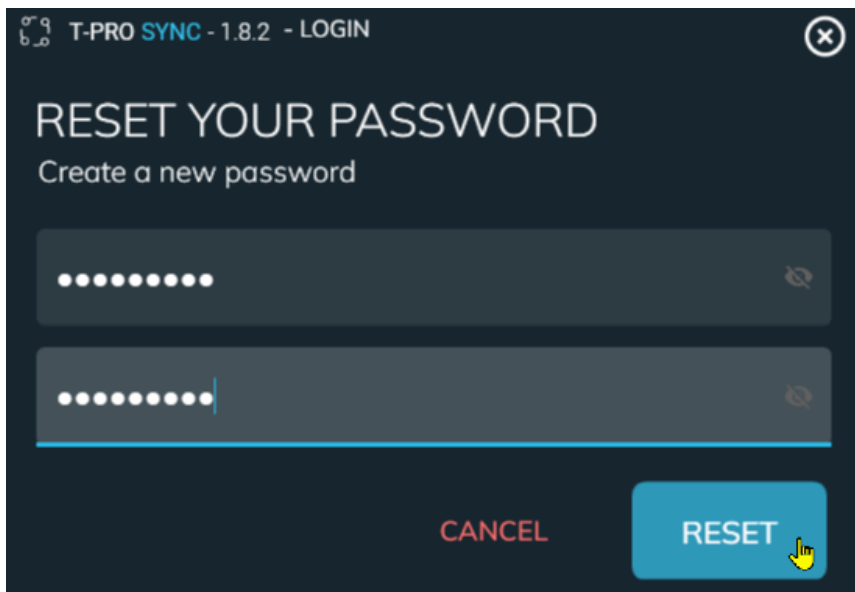 T-PRO SYNC - 1.8.2 - LOGIN
RESET YOUR PASSWORD
Create a new password
•••••••••
•••••••••
CANCEL
RESET